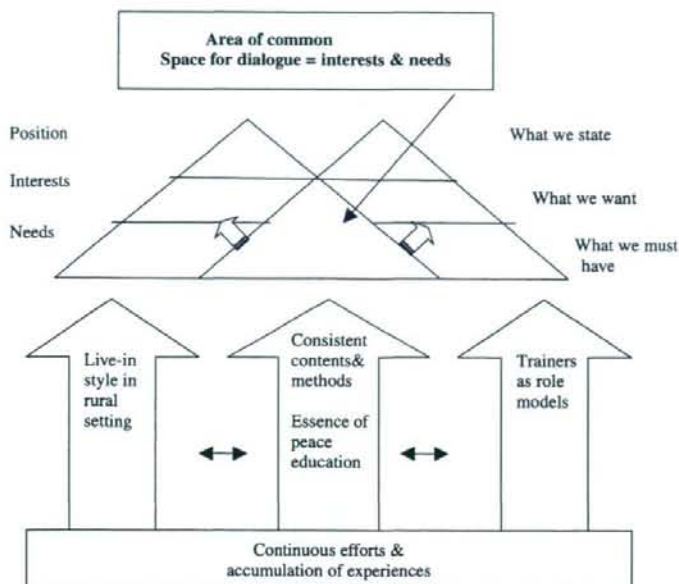 Area of common
Space for dialogue = interests & needs
Position
What we state
Interests
What we want
Needs
What we must
have
Live-in
style in
rural
setting
Consistent
contents&
methods
Essence of
peace
education
Trainers
as role
models
Continuous efforts &
accumulation of experiences